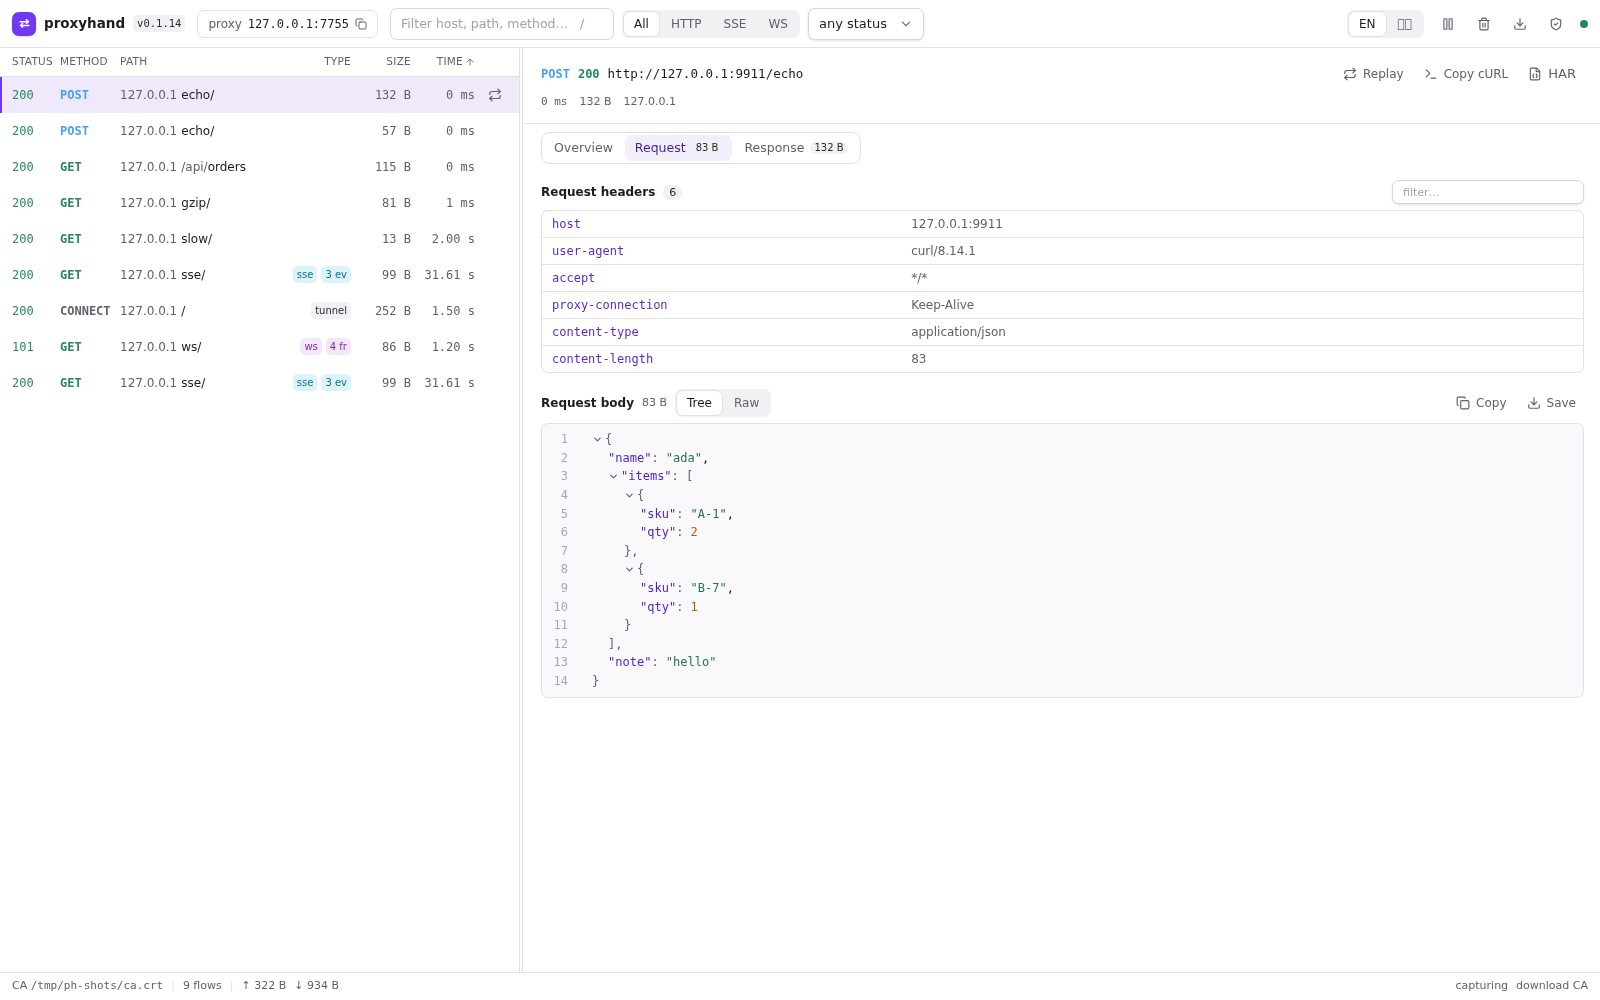 proxyhand v0.1.14 proxy 127.0.0.1:7755 Filter host, path, method... / All HTTP SSE WS any status EN
STATUS METHOD PATH TYPE SIZE TIME ↑
200 POST 127.0.0.1 echo/ 132 B 0 ms
200 POST 127.0.0.1 echo/ 57 B 0 ms
200 GET 127.0.0.1 /api/orders 115 B 0 ms
200 GET 127.0.0.1 gzip/ 81 B 1 ms
200 GET 127.0.0.1 slow/ 13 B 2.00 s
200 GET 127.0.0.1 sse/ sse 3 ev 99 B 31.61 s
200 CONNECT 127.0.0.1 / tunnel 252 B 1.50 s
101 GET 127.0.0.1 ws/ ws 4 fr 86 B 1.20 s
200 GET 127.0.0.1 sse/ sse 3 ev 99 B 31.61 s
POST 200 http://127.0.0.1:9911/echo Replay Copy cURL HAR
0 ms 132 B 127.0.0.1
Overview Request 83 B Response 132 B
Request headers 6 filter...
host 127.0.0.1:9911
user-agent curl/8.14.1
accept */*
proxy-connection Keep-Alive
content-type application/json
content-length 83
Request body 83 B Tree Raw Copy Save
1 {
2 "name": "ada",
3 "items": [
4 {
5 "sku": "A-1",
6 "qty": 2
7 },
8 {
9 "sku": "B-7",
10 "qty": 1
11 }
12 ],
13 "note": "hello"
14 }
CA /tmp/ph-shots/ca.crt | 9 flows | ↑ 322 B ↓ 934 B capturing download CA